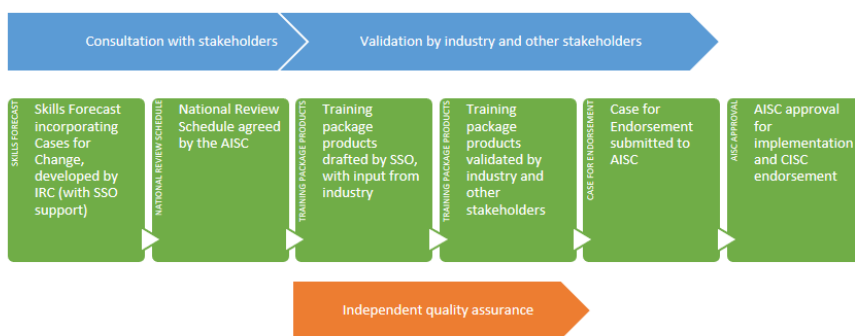 Consultation with stakeholders
Validation by industry and other stakeholders
SKILLS FORECAST
Skills Forecast
incorporating
Cases for
Change,
developed by
IRC (with SSO
support)
NATIONAL REVIEW SCHEDULE
National Review
Schedule agreed
by the AISC
TRAINING PACKAGE PRODUCTS
Training
package
products
drafted by SSO,
with input from
industry
TRAINING PACKAGE PRODUCTS
Training
package
products
validated by
industry and
other
stakeholders
CASE FOR ENDORSEMENT
Case for
Endorsement
submitted to
AISC
AISC APPROVAL
AISC approval
for
implementation
and CISC
endorsement
Independent quality assurance